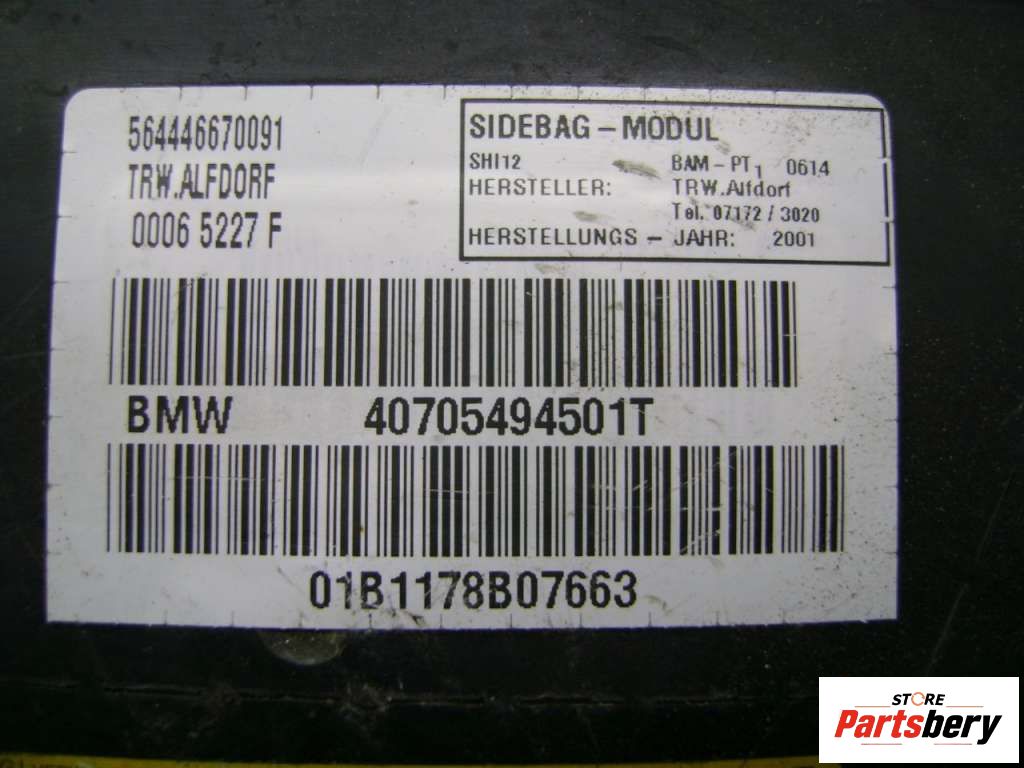 564446670091
TRW.ALFDORF
0006 5227 F
SIDEBAG - MODUL
SHI12 BAM - PT1 0614
HERSTELLER: TRW.Alfdorf
Tel. 07172 / 3020
HERSTELLUNGS - JAHR: 2001
BMW 40705494501T
01B1178B07663
STORE
Partsbery